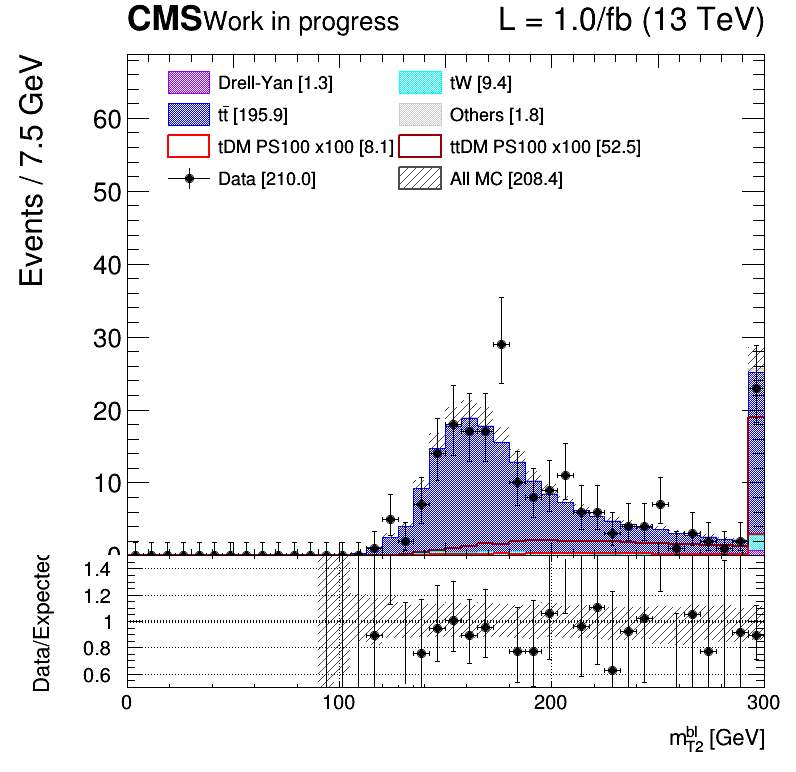 CMS Work in progress L = 1.0/fb (13 TeV)
Events / 7.5 GeV
Drell-Yan [1.3] tW [9.4]
tt̄ [195.9] Others [1.8]
tDM PS100 x100 [8.1] ttDM PS100 x100 [52.5]
Data [210.0] All MC [208.4]
60
50
40
30
20
10
0
Data/Expected
1.4
1.2
1
0.8
0.6
0 100 200 300
m_{T2}^{bl} [GeV]